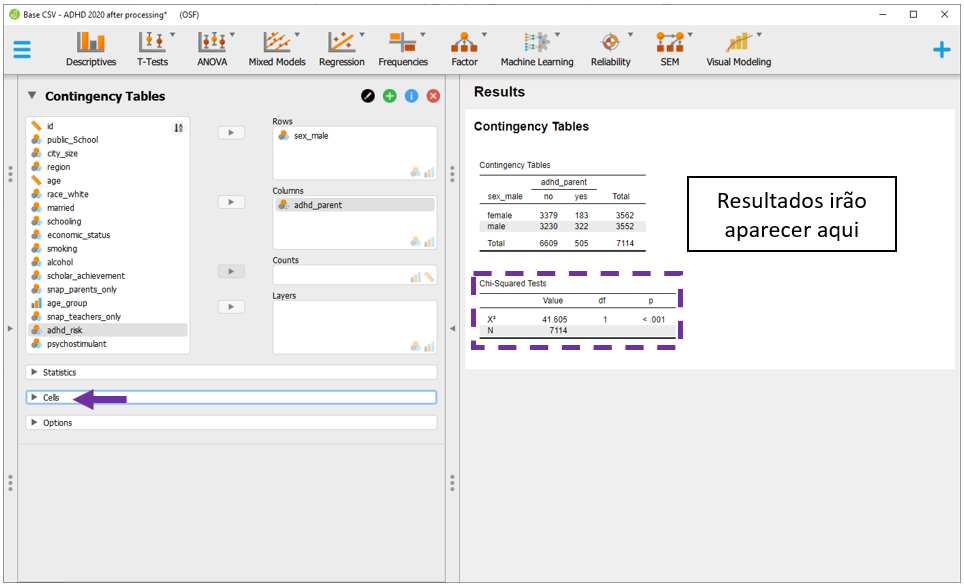 Base CSV - ADHD 2020 after processing* (OSF)
Descriptives T-Tests ANOVA Mixed Models Regression Frequencies Factor Machine Learning Reliability SEM Visual Modeling
Contingency Tables
id
public_School
city_size
region
age
race_white
married
schooling
economic_status
smoking
alcohol
scholar_achievement
snap_parents_only
age_group
snap_teachers_only
adhd_risk
psychostimulant
Rows
sex_male
Columns
adhd_parent
Counts
Layers
Statistics
Cells
Options
Results
Contingency Tables
Contingency Tables
adhd_parent
sex_male no yes Total
female 3379 183 3562
male 3230 322 3552
Total 6609 505 7114
Resultados irão
aparecer aqui
Chi-Squared Tests
Value df p
X² 41.605 1 < .001
N 7114